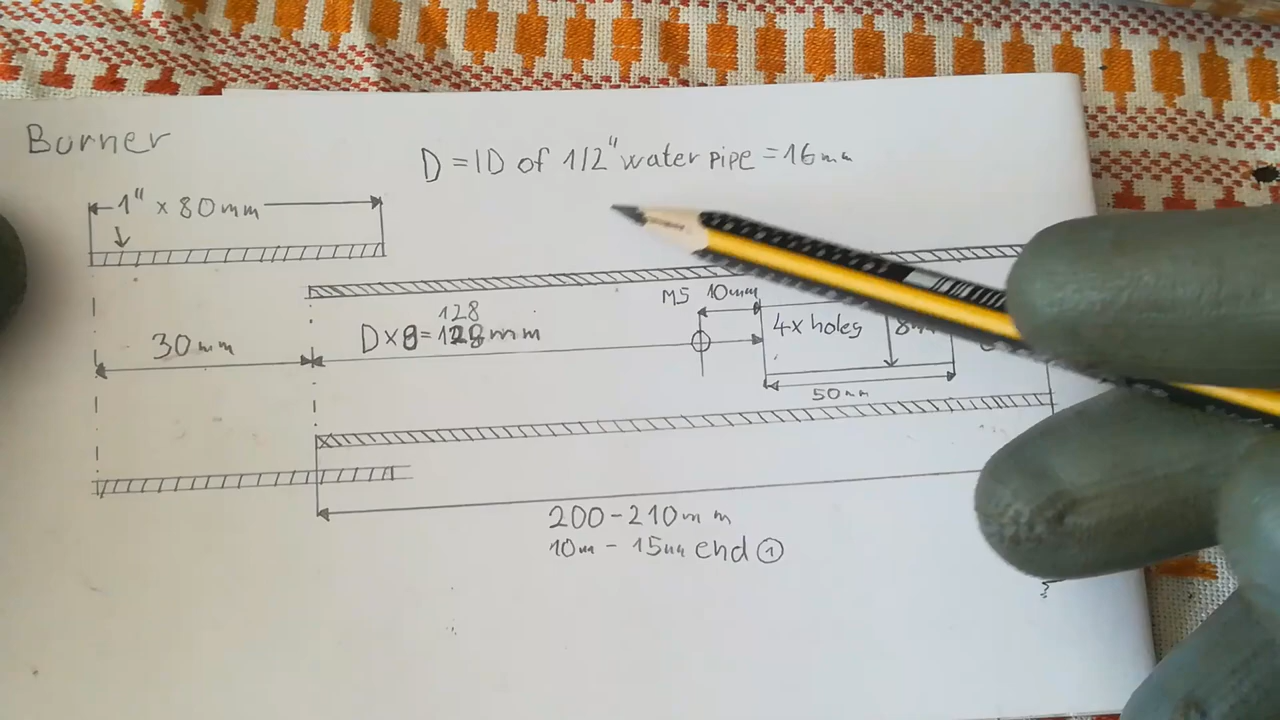 Burner
D = ID of 1/2" water pipe = 16mm
1" x 80mm
M5 10mm
128
D x 8 = 128mm
4x holes
30mm
50mm
200-210mm
10mm - 15mm end ①